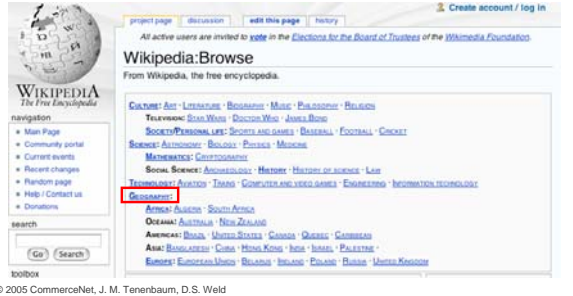 Create account / log in
project page discussion edit this page history
All active users are invited to vote in the Elections for the Board of Trustees of the Wikimedia Foundation.
Wikipedia:Browse
From Wikipedia, the free encyclopedia.
WIKIPEDIA
The Free Encyclopedia
navigation
Main Page
Community portal
Current events
Recent changes
Random page
Help / Contact us
Donations
search
Go Search
toolbox
CULTURE: ART · LITERATURE · BIOGRAPHY · MUSIC · PHILOSOPHY · RELIGION
TELEVISION: STAR WARS · DOCTOR WHO · JAMES BOND
SOCIETY/PERSONAL LIFE: SPORTS AND GAMES · BASEBALL · FOOTBALL · CRICKET
SCIENCE: ASTRONOMY · BIOLOGY · PHYSICS · MEDICINE
MATHEMATICS: CRYPTOGRAPHY
SOCIAL SCIENCE: ARCHAEOLOGY · HISTORY · HISTORY OF SCIENCE · LAW
TECHNOLOGY: AVIATION · TRAINS · COMPUTER AND VIDEO GAMES · ENGINEERING · INFORMATION TECHNOLOGY
GEOGRAPHY:
AFRICA: ALGERIA · SOUTH AFRICA
OCEANIA: AUSTRALIA · NEW ZEALAND
AMERICAS: BRAZIL · UNITED STATES · CANADA · QUEBEC · CARIBBEAN
ASIA: BANGLADESH · CHINA · HONG KONG · INDIA · ISRAEL · PALESTINE ·
EUROPE: EUROPEAN UNION · BELARUS · IRELAND · POLAND · RUSSIA · UNITED KINGDOM
© 2005 CommerceNet, J. M. Tenenbaum, D.S. Weld